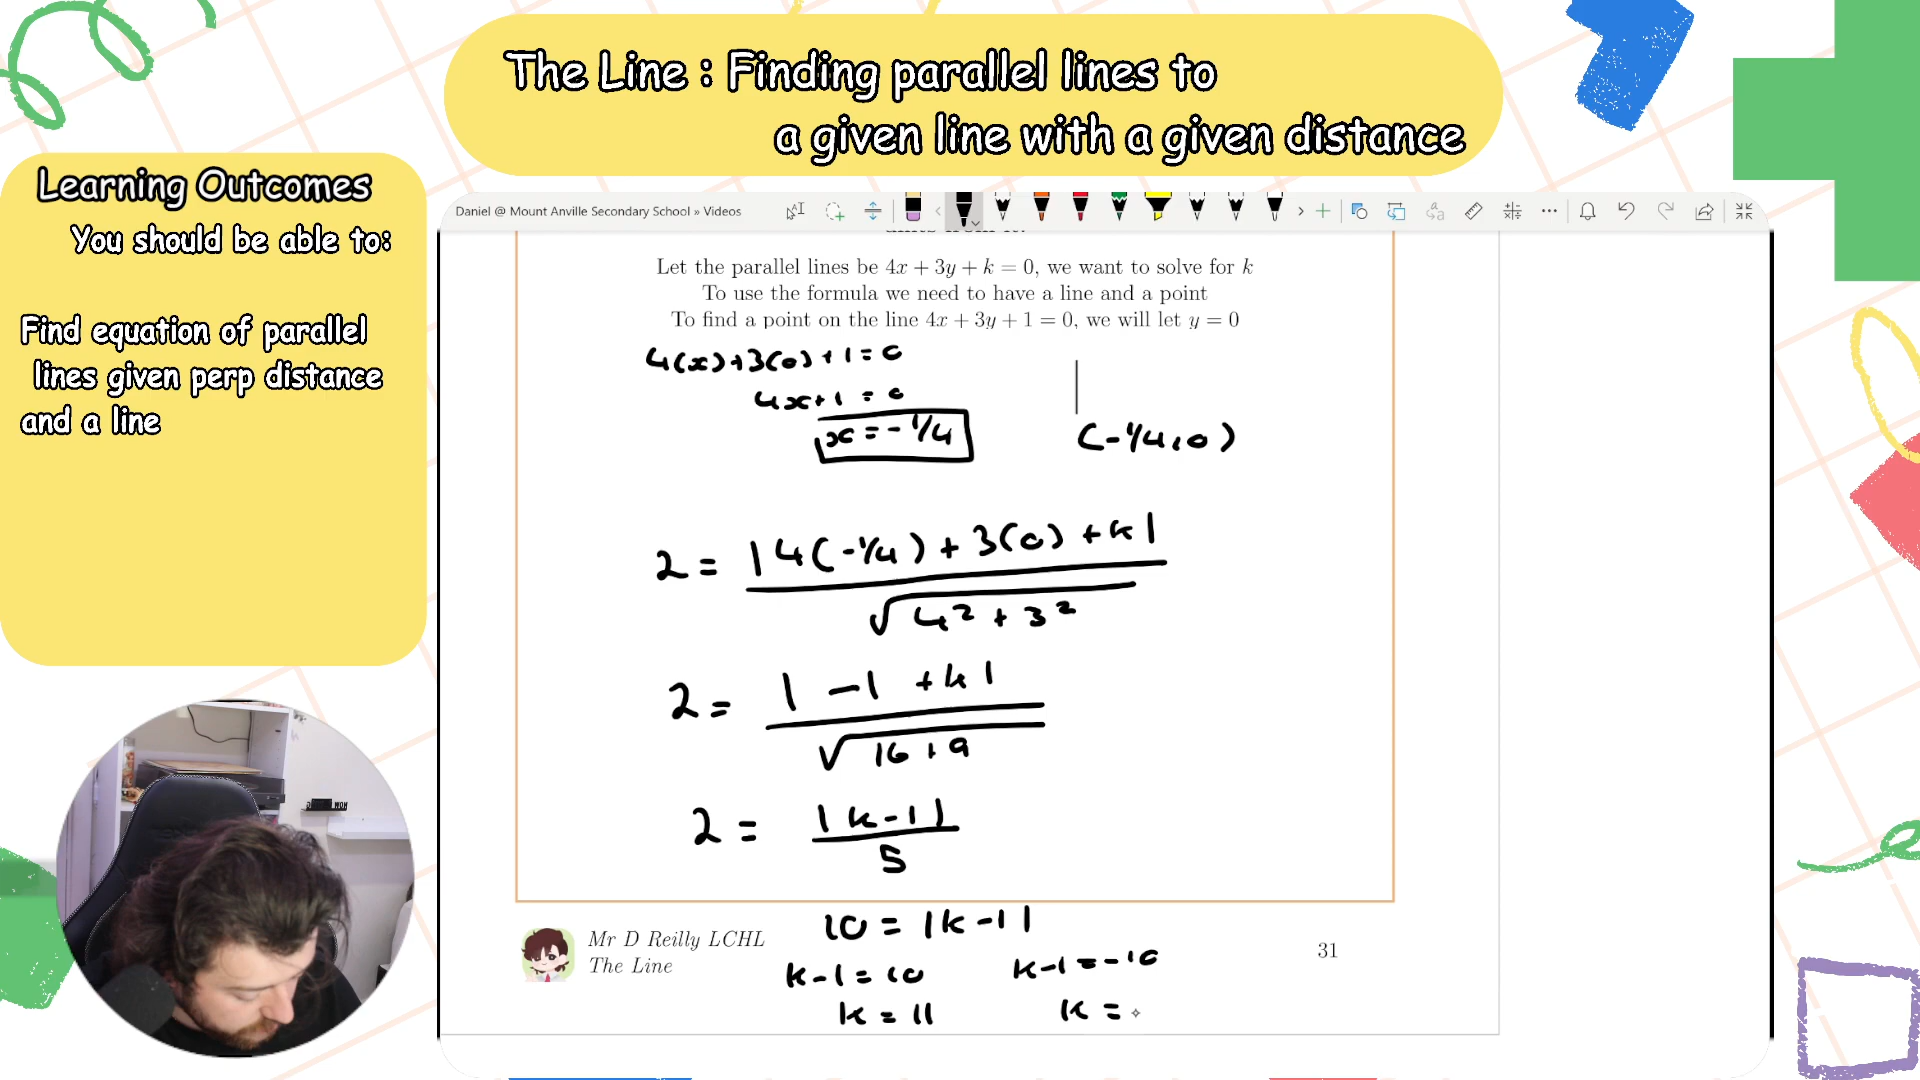 The Line : Finding parallel lines to
a given line with a given distance
Learning Outcomes
You should be able to:
Find equation of parallel
lines given perp distance
and a line
Daniel @ Mount Anville Secondary School » Videos
Let the parallel lines be 4x + 3y + k = 0, we want to solve for k
To use the formula we need to have a line and a point
To find a point on the line 4x + 3y + 1 = 0, we will let y = 0
4(x)+3(0)+1=0
4x+1=0
x=-1/4
(-1/4,0)
2 = |4(-1/4)+3(0)+k|
√4²+3²
2 = |-1+k|
√16+9
2 = |k-1|
5
10 = |k-1|
k-1=10
k-1=-10
k = 11
k =
Mr D Reilly LCHL
The Line
31